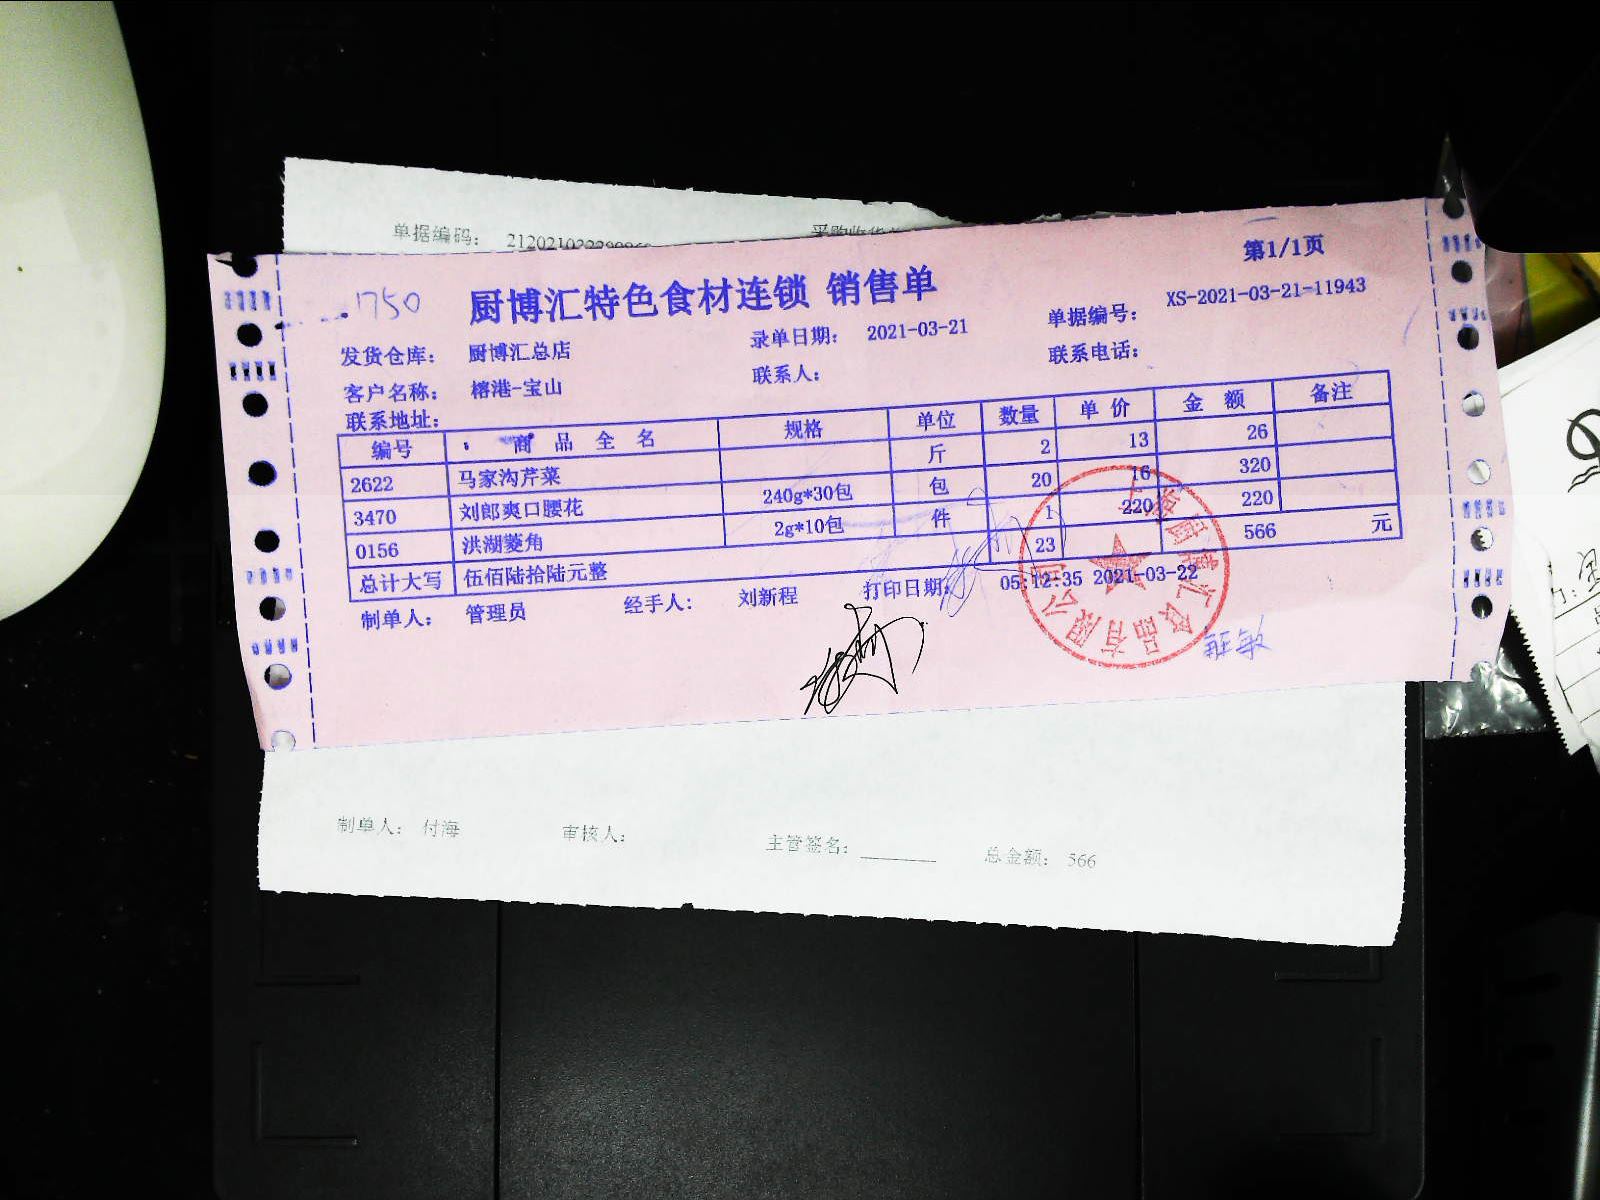 单据编码：
第1/1页
1750
厨博汇特色食材连锁 销售单
发货仓库： 厨博汇总店 录单日期： 2021-03-21 单据编号： XS-2021-03-21-11943
客户名称： 榕港-宝山 联系人： 联系电话：
联系地址：
编号 商品全名 规格 单位 数量 单价 金额 备注
2622 马家沟芹菜 斤 2 13 26
3470 刘郎爽口腰花 240g*30包 包 20 16 320
0156 洪湖菱角 2g*10包 件 1 220 220
总计大写 伍佰陆拾陆元整 23 566 元
制单人： 管理员 经手人： 刘新程 打印日期： 05:12:35 2021-03-22
品有限公司
制单人： 付海 审核人： 主管签名： 总金额： 566